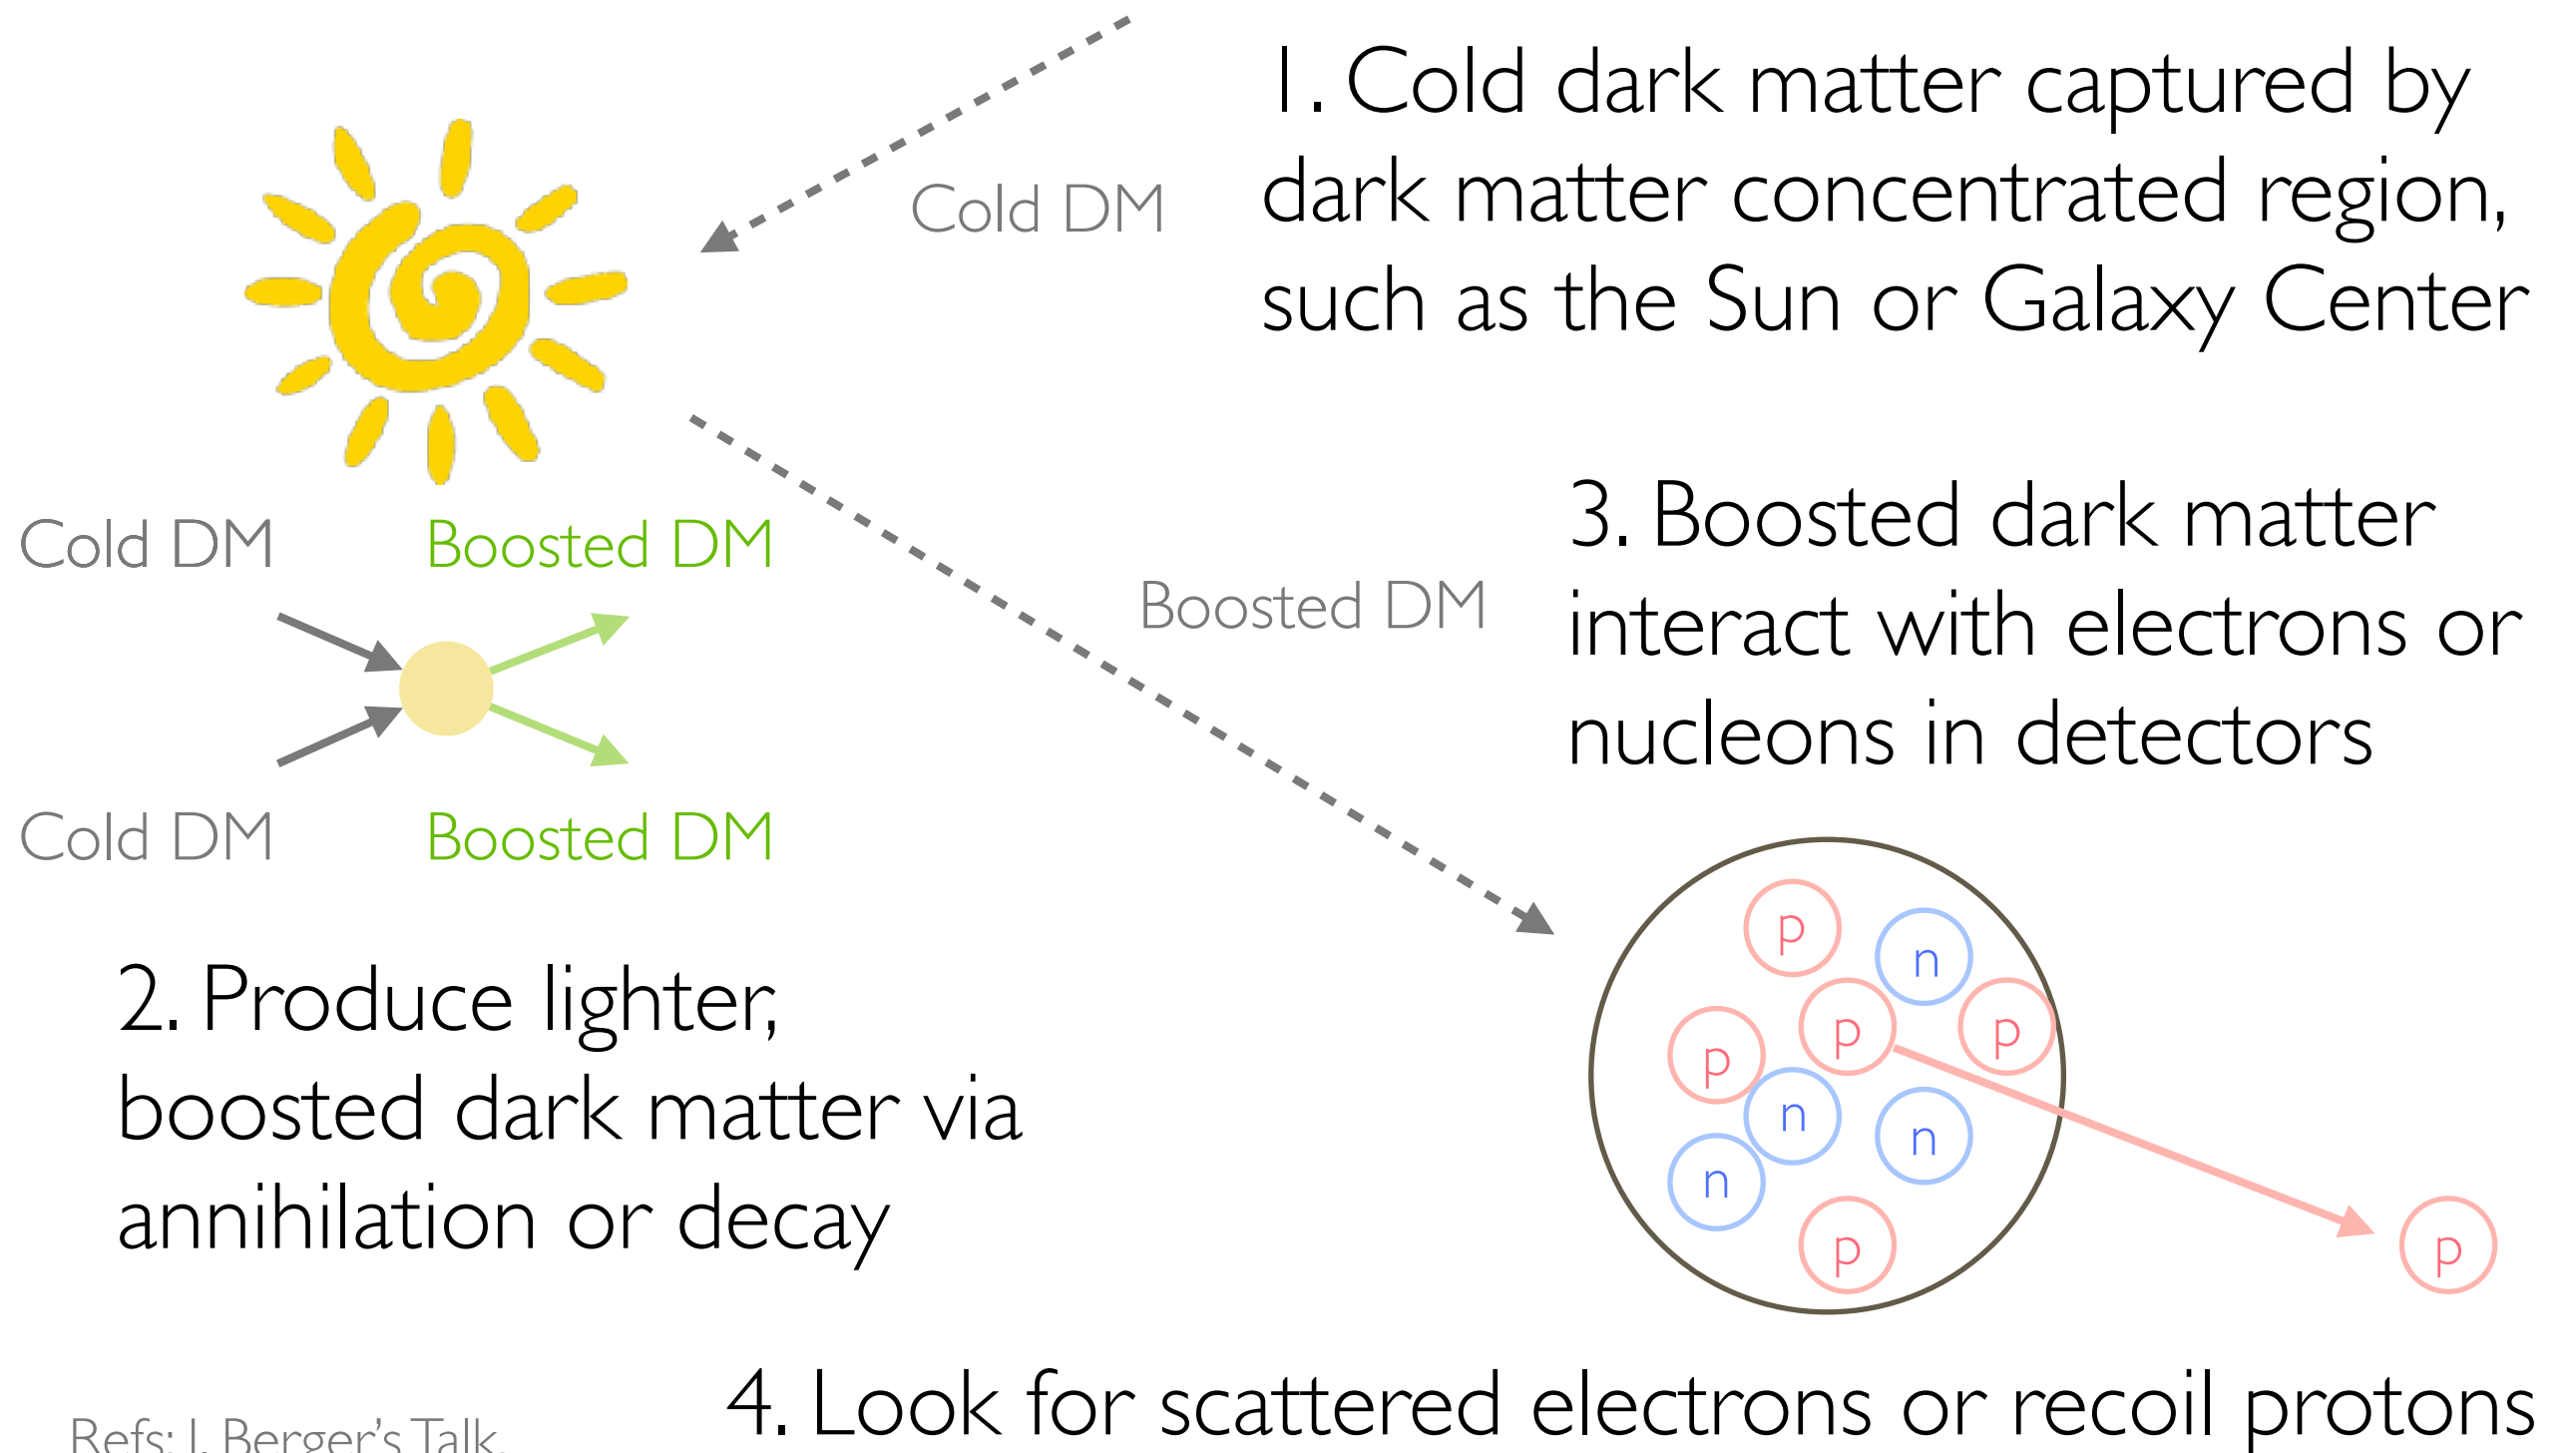 1. Cold dark matter captured by
dark matter concentrated region,
such as the Sun or Galaxy Center
Cold DM
Cold DM
Boosted DM
Cold DM
Boosted DM
2. Produce lighter,
boosted dark matter via
annihilation or decay
Boosted DM
3. Boosted dark matter
interact with electrons or
nucleons in detectors
p
n
p
p
p
n
n
n
p
p
4. Look for scattered electrons or recoil protons
Refs: J. Berger's Talk,